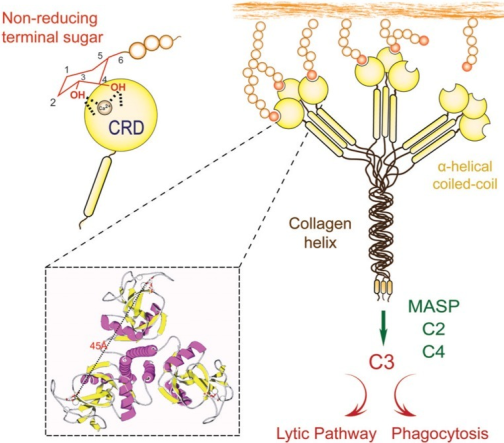 Non-reducing
terminal sugar
5
6
1
4
3
OH
OH
2
Ca²⁺
CRD
α-helical
coiled-coil
Collagen
helix
45Å
MASP
C2
C4
C3
Lytic Pathway
Phagocytosis